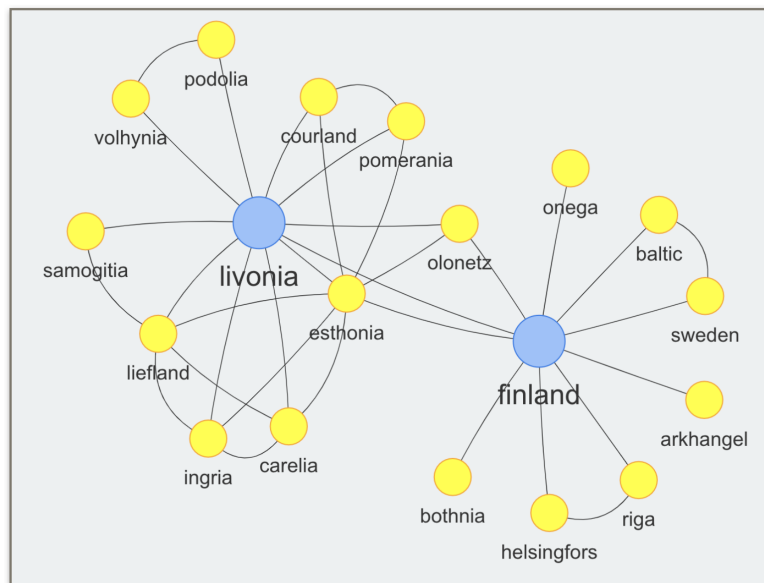 podolia
volhynia
courland
pomerania
onega
baltic
olonetz
samogitia
livonia
esthonia
sweden
liefland
finland
arkhangel
carelia
ingria
bothnia
riga
helsingfors